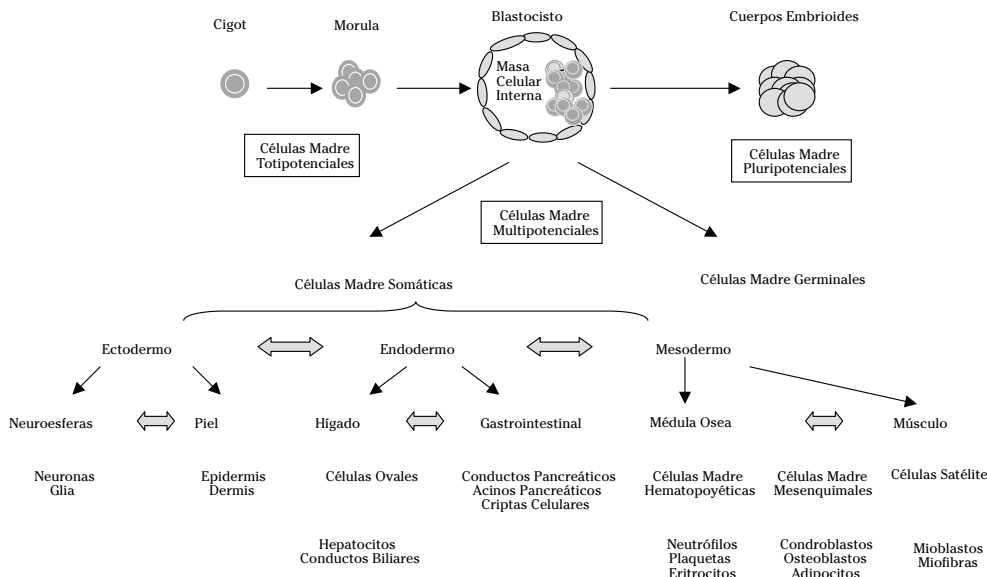 Cigot
Morula
Blastocisto
Cuerpos Embrioides
Masa
Celular
Interna
Células Madre
Totipotenciales
Células Madre
Pluripotenciales
Células Madre
Multipotenciales
Células Madre Somáticas
Células Madre Germinales
Ectodermo
Endodermo
Mesodermo
Neuroesferas
Piel
Hígado
Gastrointestinal
Médula Osea
Músculo
Neuronas
Glia
Epidermis
Dermis
Células Ovales
Conductos Pancreáticos
Acinos Pancreáticos
Criptas Celulares
Células Madre
Hematopoyéticas
Células Madre
Mesenquimales
Células Satélite
Hepatocitos
Conductos Biliares
Neutrófilos
Plaquetas
Eritrocitos
Condroblastos
Osteoblastos
Adipocitos
Mioblastos
Miofibras